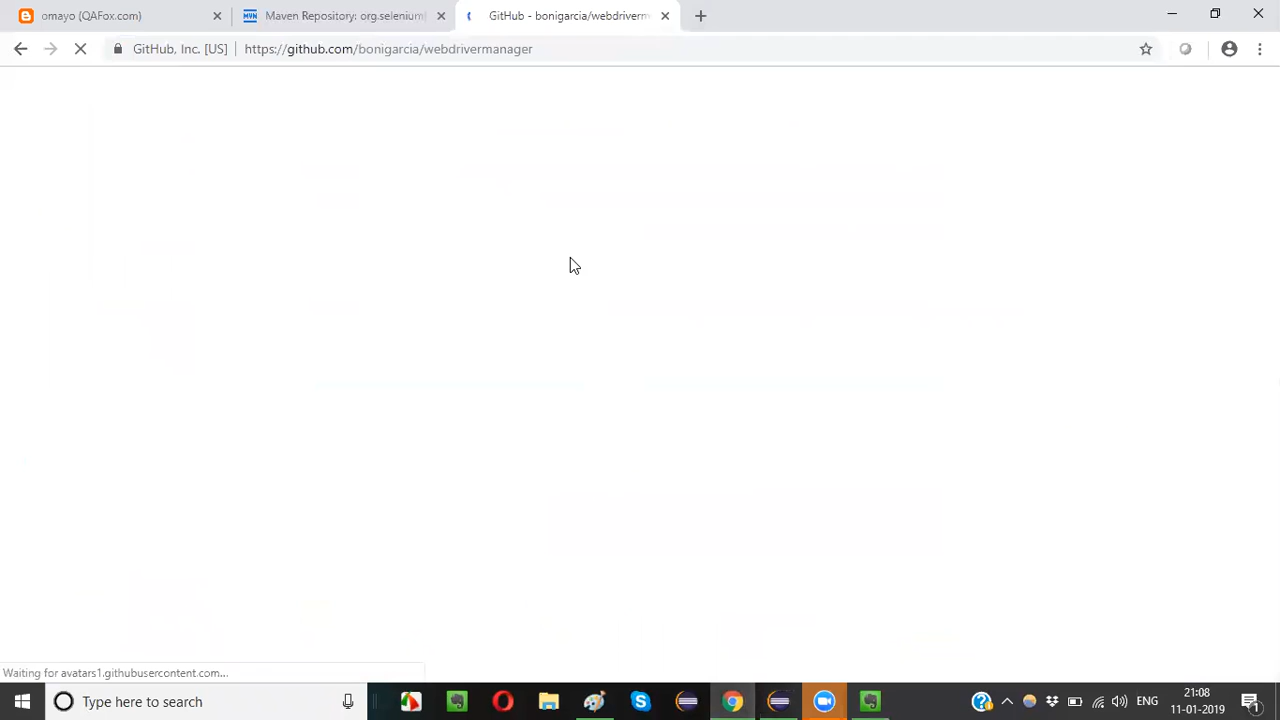 omayo (QAFox.com)
Maven Repository: org.selenium
GitHub - bonigarcia/webdriverm
GitHub, Inc. [US]
https://github.com/bonigarcia/webdrivermanager
Waiting for avatars1.githubusercontent.com...
Type here to search
ENG
21:08
11-01-2019